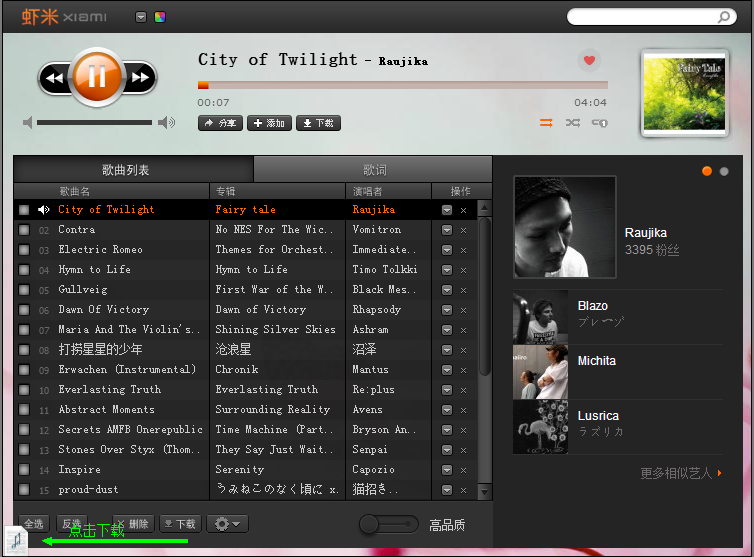 虾米 xiami
City of Twilight - Raujika
00:07 04:04
分享 添加 下载
Fairy Tale
歌曲列表 歌词
歌曲名 专辑 演唱者 操作
City of Twilight Fairy tale Raujika
02 Contra No NES For The Wic.. Vomitron
03 Electric Romeo Themes for Orchest.. Immediate..
04 Hymn to Life Hymn to Life Timo Tolkki
05 Gullveig First War of the W.. Black Mes..
06 Dawn Of Victory Dawn of Victory Rhapsody
07 Maria And The Violin's.. Shining Silver Skies Ashram
08 打捞星星的少年 沧浪星 沼泽
09 Erwachen (Instrumental) Chronik Mantus
10 Everlasting Truth Everlasting Truth Re:plus
11 Abstract Moments Surrounding Reality Avens
12 Secrets AMFB Onerepublic Time Machine (Part.. Bryson An..
13 Stones Over Styx (Thom.. They Say Just Wait.. Senpai
14 Inspire Serenity Capozio
15 proud-dust うみねこのなく頃に x. 猫招き..
Raujika
3395 粉丝
Blazo
ブレーゾ
Michita
Lusrica
ラズリカ
更多相似艺人
全选 反选 删除 下载 高品质
点击下载